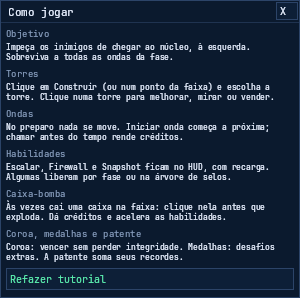 Como jogar
X
Objetivo
Impeça os inimigos de chegar ao núcleo, à esquerda.
Sobreviva a todas as ondas da fase.
Torres
Clique em Construir (ou num ponto da faixa) e escolha a
torre. Clique numa torre para melhorar, mirar ou vender.
Ondas
No preparo nada se move. Iniciar onda começa a próxima;
chamar antes do tempo rende créditos.
Habilidades
Escalar, Firewall e Snapshot ficam no HUD, com recarga.
Algumas liberam por fase ou na árvore de selos.
Caixa-bomba
Às vezes cai uma caixa na faixa: clique nela antes que
exploda. Dá créditos e acelera as habilidades.
Coroa, medalhas e patente
Coroa: vencer sem perder integridade. Medalhas: desafios
extras. A patente soma seus recordes.
Refazer tutorial